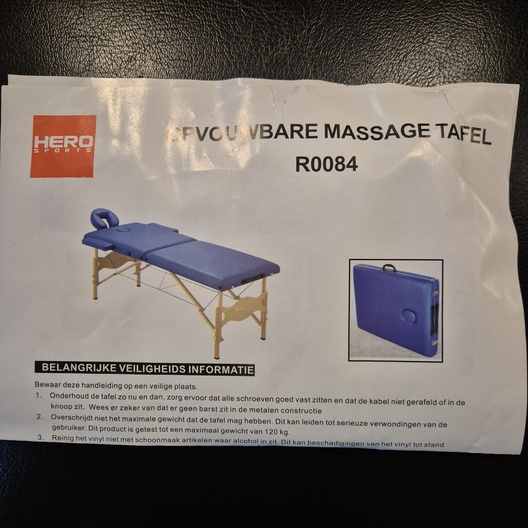 HERO
SPORTS
OPVOUWBARE MASSAGE TAFEL
R0084
BELANGRIJKE VEILIGHEIDS INFORMATIE
Bewaar deze handleiding op een veilige plaats.
1. Onderhoud de tafel zo nu en dan, zorg ervoor dat alle schroeven goed vast zitten en dat de kabel niet gerafeld of in de
knoop zit. Wees er zeker van dat er geen barst zit in de metalen constructie
2. Overschrijdt niet het maximale gewicht dat de tafel mag hebben. Dit kan leiden tot serieuze verwondingen van de
gebruiker. Dit product is getest tot een maximaal gewicht van 120 kg.
3. Reinig het vinyl niet met schoonmaak artikelen waar alcohol in zit. Dit kan beschadigingen van het vinyl tot stand